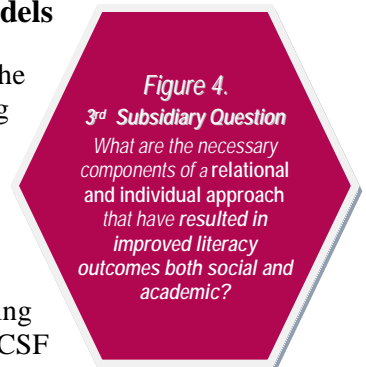 dels
he
g
Figure 4.
3rd Subsidiary Question
What are the necessary
components of a relational
and individual approach
that have resulted in
improved literacy
outcomes both social and
academic?
ing
CSF